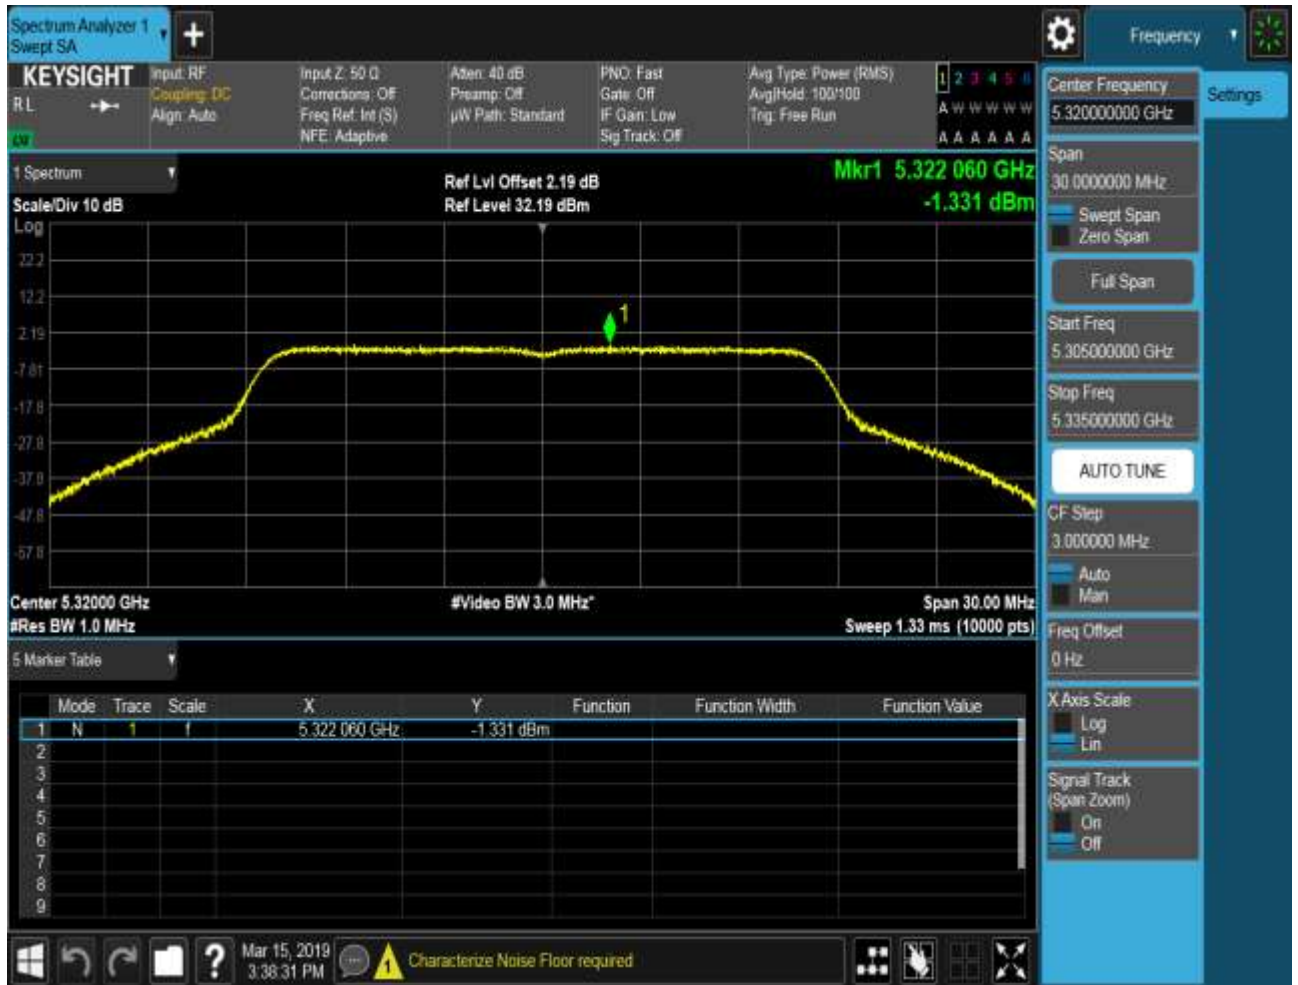 Spectrum Analyzer 1
Swept SA
Frequency
KEYSIGHT
RL
Input: RF
Coupling: DC
Align: Auto
Input Z: 50 Ω
Corrections: Off
Freq Ref: Int (S)
NFE: Adaptive
Atten: 40 dB
Preamp: Off
µW Path: Standard
PNO: Fast
Gate: Off
IF Gain: Low
Sig Track: Off
Avg Type: Power (RMS)
Avg|Hold: 100/100
Trig: Free Run
1 2 3 4 5 6
A W W W W W
A A A A A A
1 Spectrum
Scale/Div 10 dB
Ref Lvl Offset 2.19 dB
Ref Level 32.19 dBm
Mkr1 5.322 060 GHz
-1.331 dBm
Log
22.2
12.2
2.19
-7.81
-17.8
-27.8
-37.8
-47.8
-57.8
1
Center 5.32000 GHz
#Res BW 1.0 MHz
#Video BW 3.0 MHz*
Span 30.00 MHz
Sweep 1.33 ms (10000 pts)
5 Marker Table
Mode Trace Scale X Y Function Function Width Function Value
1 N 1 f 5.322 060 GHz -1.331 dBm
2
3
4
5
6
7
8
9
Mar 15, 2019
3:38:31 PM
?
1
Characterize Noise Floor required
Center Frequency
5.320000000 GHz
Settings
Span
30.0000000 MHz
Swept Span
Zero Span
Full Span
Start Freq
5.305000000 GHz
Stop Freq
5.335000000 GHz
AUTO TUNE
CF Step
3.000000 MHz
Auto
Man
Freq Offset
0 Hz
X Axis Scale
Log
Lin
Signal Track
(Span Zoom)
On
Off